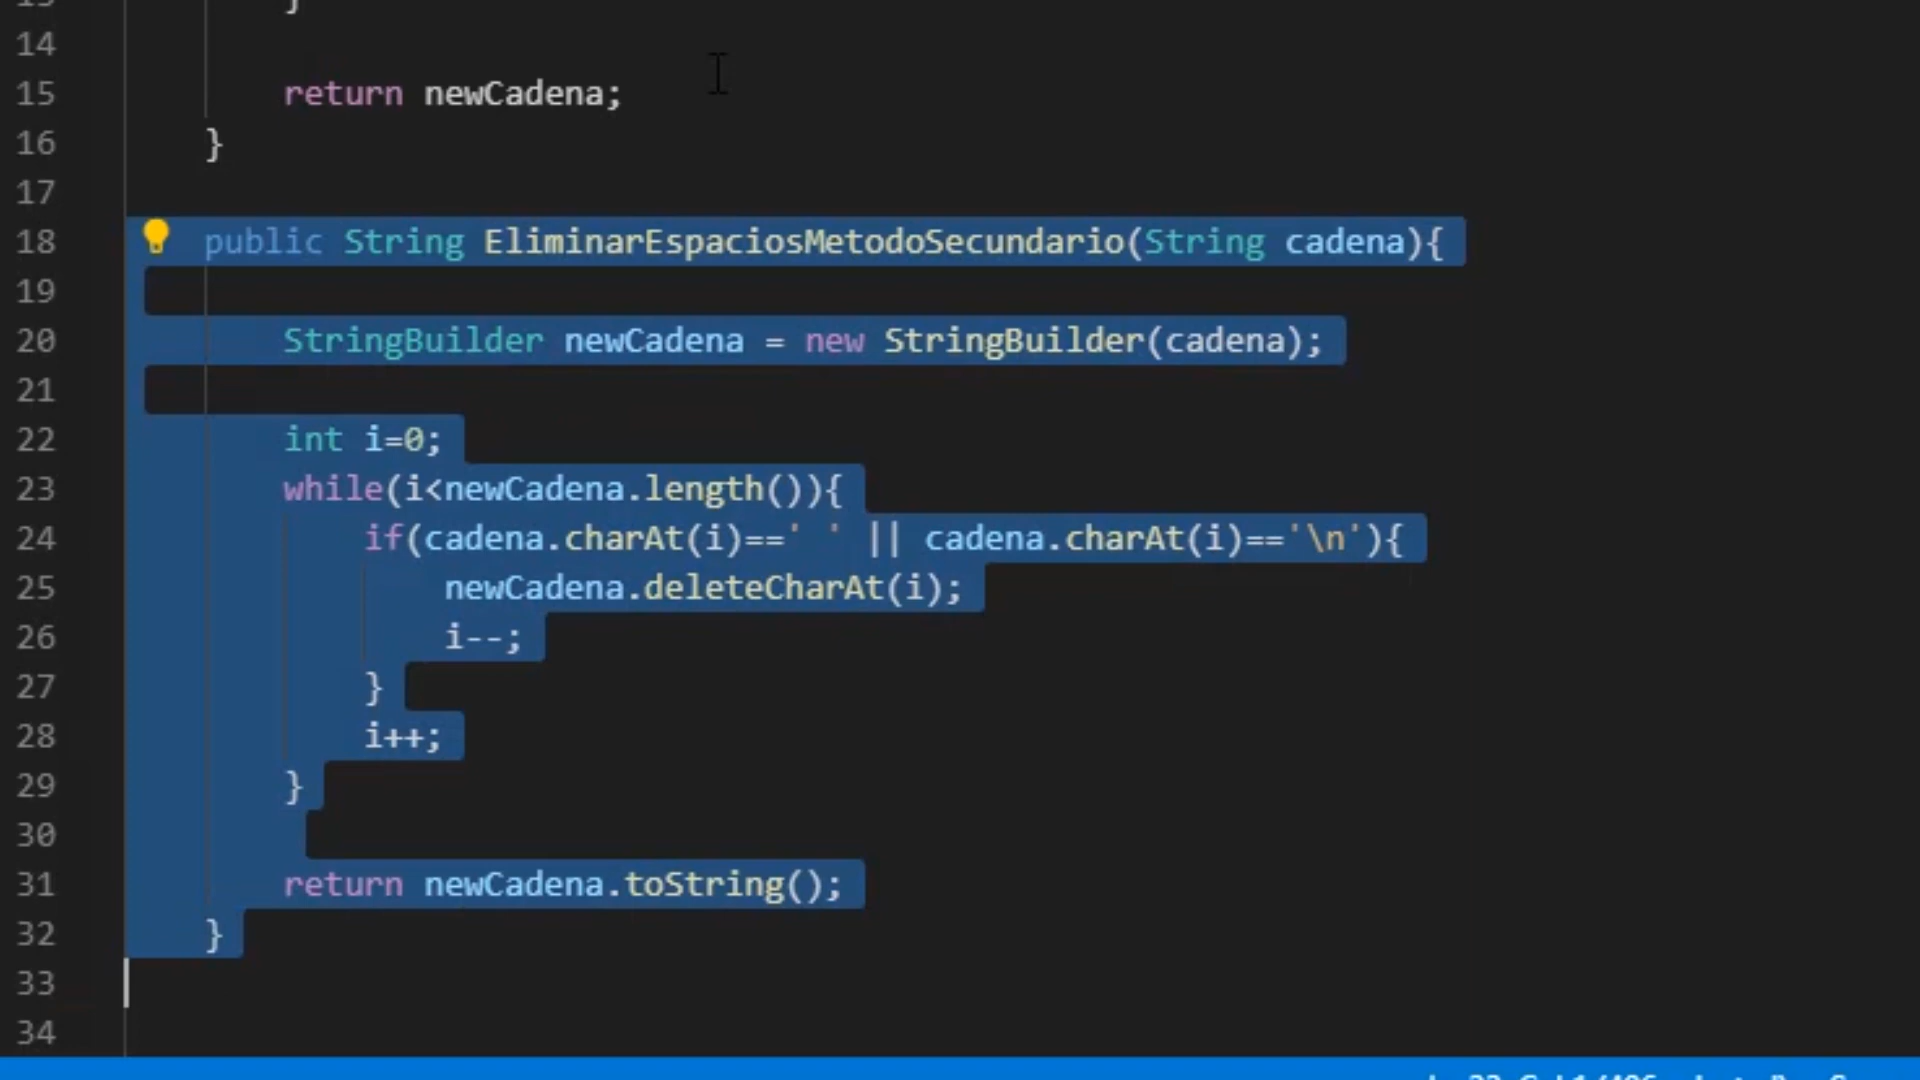 13 }
14
15 return newCadena;
16 }
17
18 public String EliminarEspaciosMetodoSecundario(String cadena){
19
20 StringBuilder newCadena = new StringBuilder(cadena);
21
22 int i=0;
23 while(i<newCadena.length()){
24 if(cadena.charAt(i)==' ' || cadena.charAt(i)=='\n'){
25 newCadena.deleteCharAt(i);
26 i--;
27 }
28 i++;
29 }
30
31 return newCadena.toString();
32 }
33
34